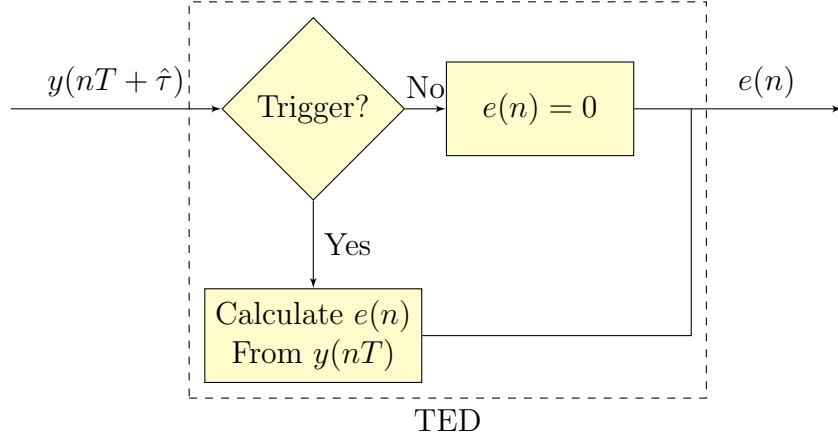 y(nT + τ̂)
Trigger?
No
e(n) = 0
e(n)
Yes
Calculate e(n)
From y(nT)
TED